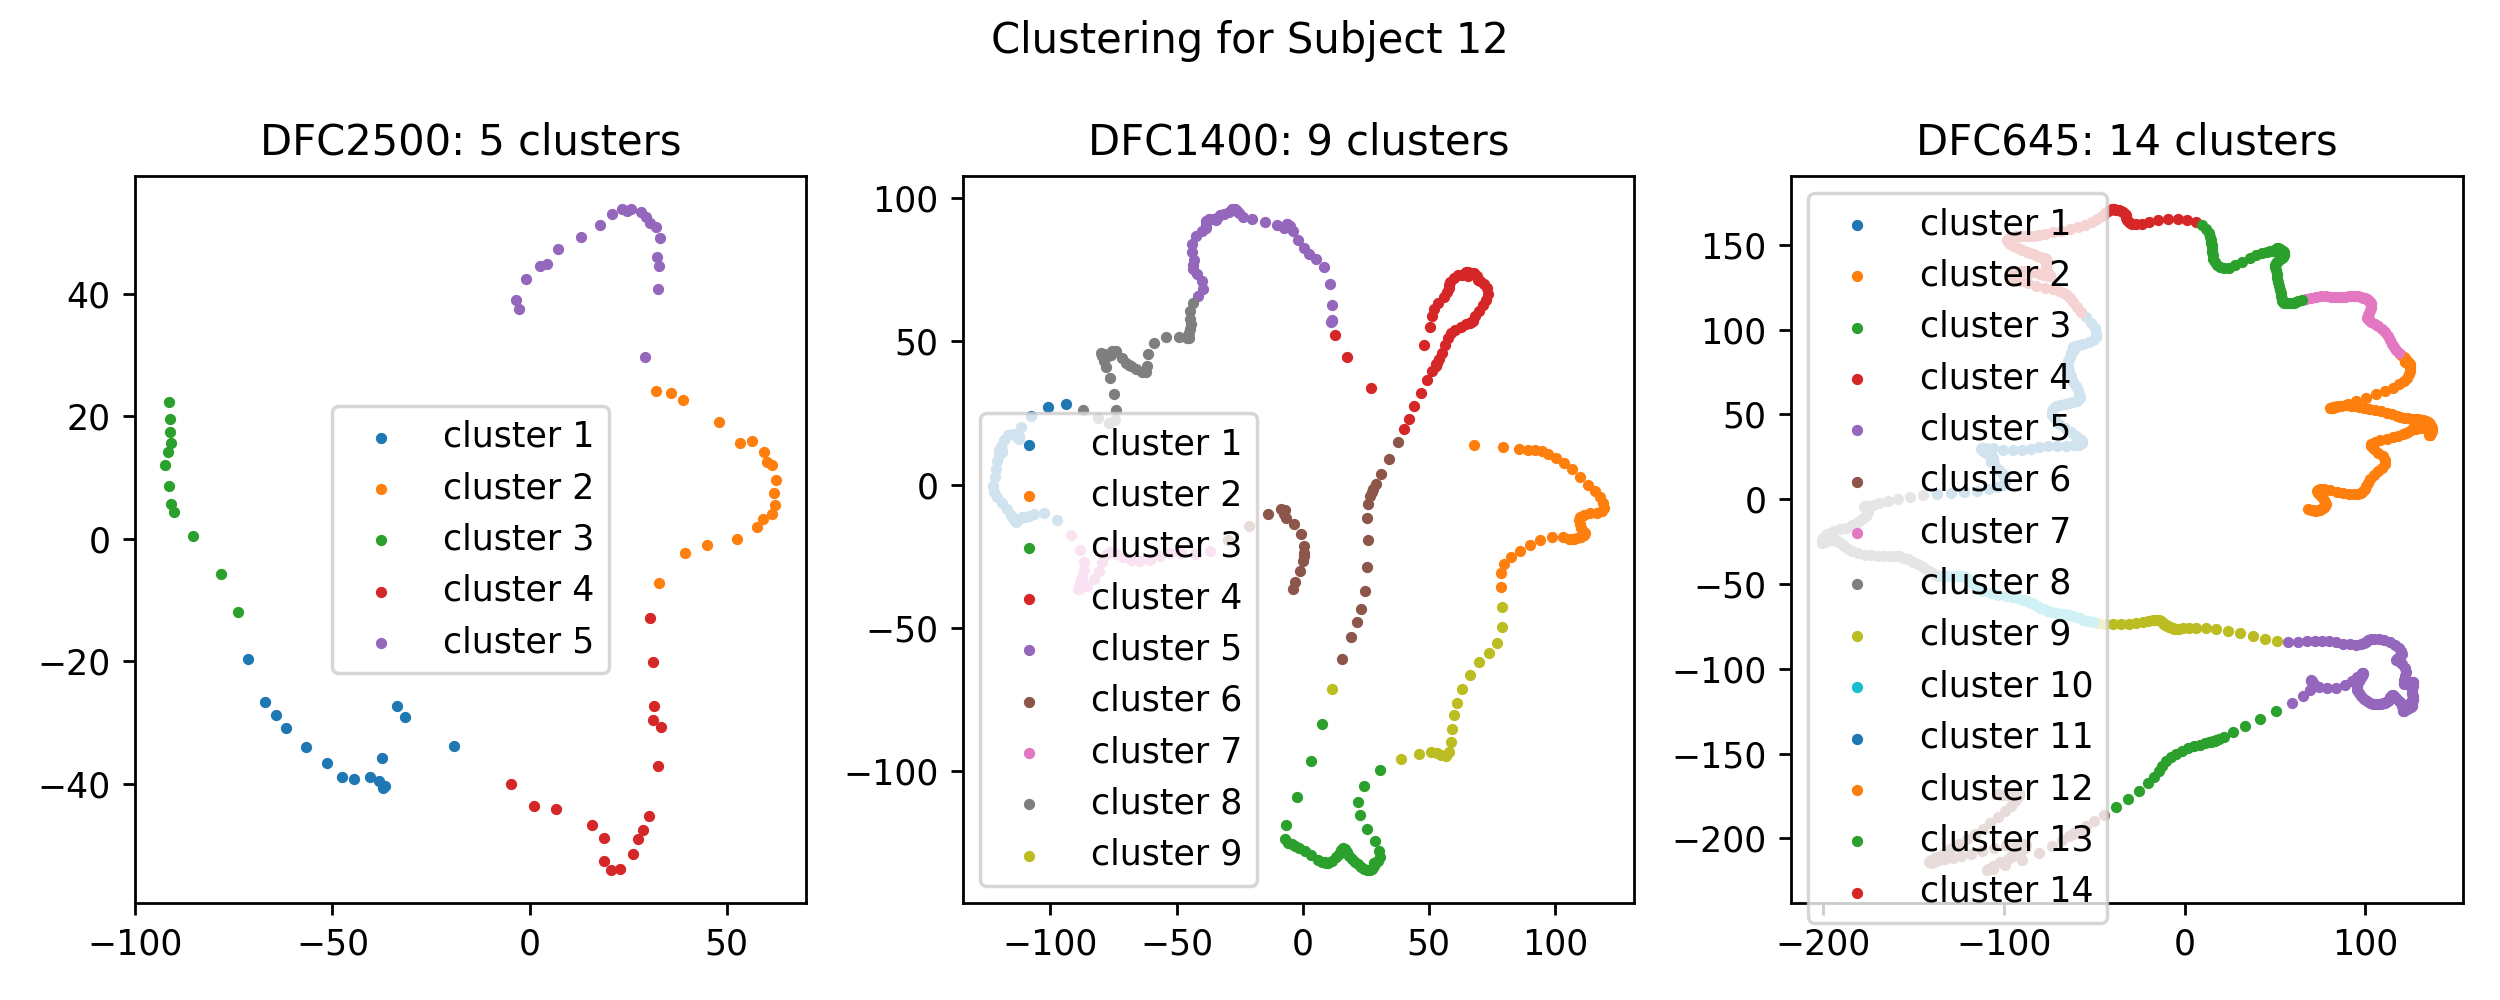 Clustering for Subject 12
DFC2500: 5 clusters
40
20
0
−20
−40
−100
−50
0
50
cluster 1
cluster 2
cluster 3
cluster 4
cluster 5
DFC1400: 9 clusters
100
50
0
−50
−100
−100
−50
0
50
100
cluster 1
cluster 2
cluster 3
cluster 4
cluster 5
cluster 6
cluster 7
cluster 8
cluster 9
DFC645: 14 clusters
150
100
50
0
−50
−100
−150
−200
−200
−100
0
100
cluster 1
cluster 2
cluster 3
cluster 4
cluster 5
cluster 6
cluster 7
cluster 8
cluster 9
cluster 10
cluster 11
cluster 12
cluster 13
cluster 14